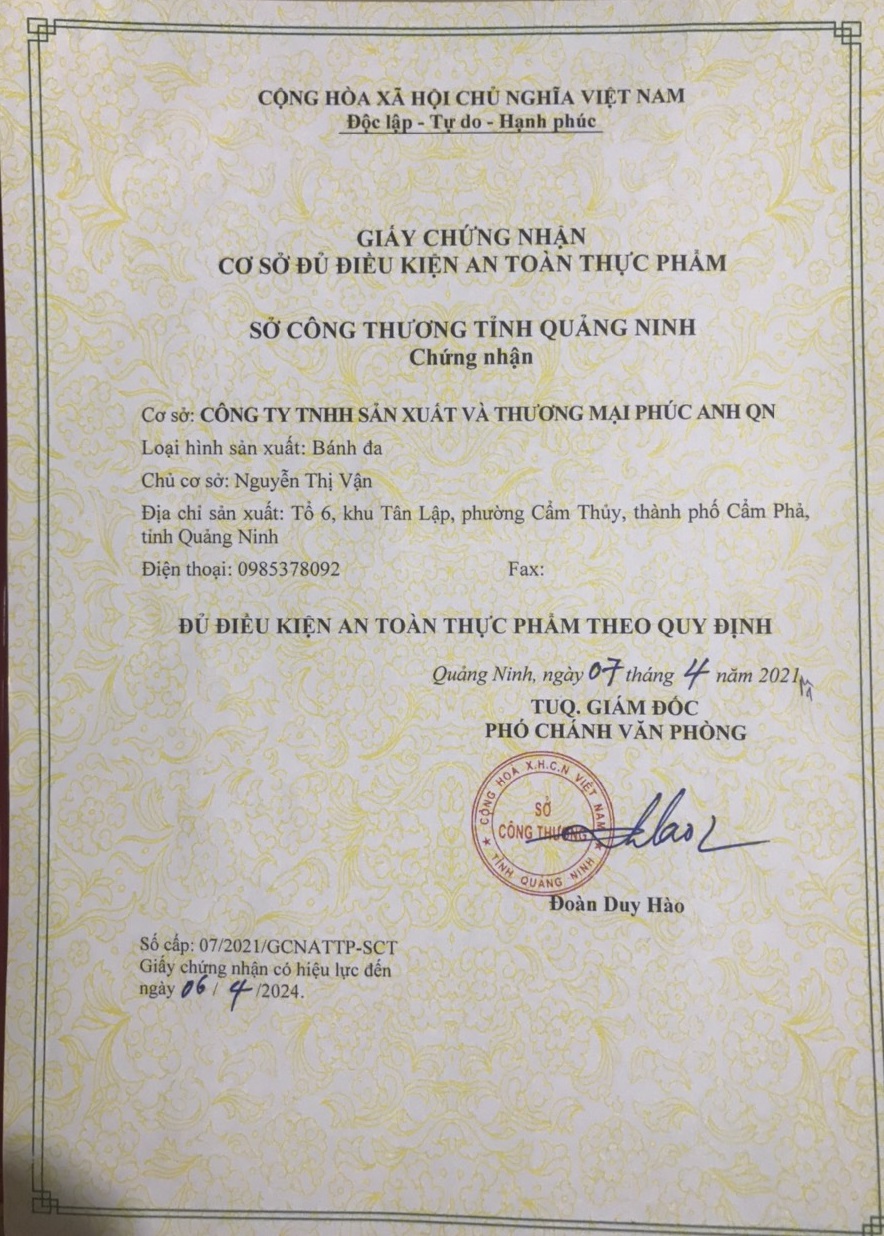 CỘNG HÒA XÃ HỘI CHỦ NGHĨA VIỆT NAM
Độc lập - Tự do - Hạnh phúc
GIẤY CHỨNG NHẬN
CƠ SỞ ĐỦ ĐIỀU KIỆN AN TOÀN THỰC PHẨM
SỞ CÔNG THƯƠNG TỈNH QUẢNG NINH
Chứng nhận
Cơ sở: CÔNG TY TNHH SẢN XUẤT VÀ THƯƠNG MẠI PHÚC ANH QN
Loại hình sản xuất: Bánh đa
Chủ cơ sở: Nguyễn Thị Vận
Địa chỉ sản xuất: Tổ 6, khu Tân Lập, phường Cẩm Thủy, thành phố Cẩm Phả,
tỉnh Quảng Ninh
Điện thoại: 0985378092 Fax:
ĐỦ ĐIỀU KIỆN AN TOÀN THỰC PHẨM THEO QUY ĐỊNH
Quảng Ninh, ngày 07 tháng 4 năm 2021
TUQ. GIÁM ĐỐC
PHÓ CHÁNH VĂN PHÒNG
CỘNG HOÀ X.H.C.N VIỆT NAM
SỞ
CÔNG THƯƠNG
TỈNH QUẢNG NINH
Đoàn Duy Hào
Số cấp: 07/2021/GCNATTP-SCT
Giấy chứng nhận có hiệu lực đến
ngày 06 / 4 /2024.